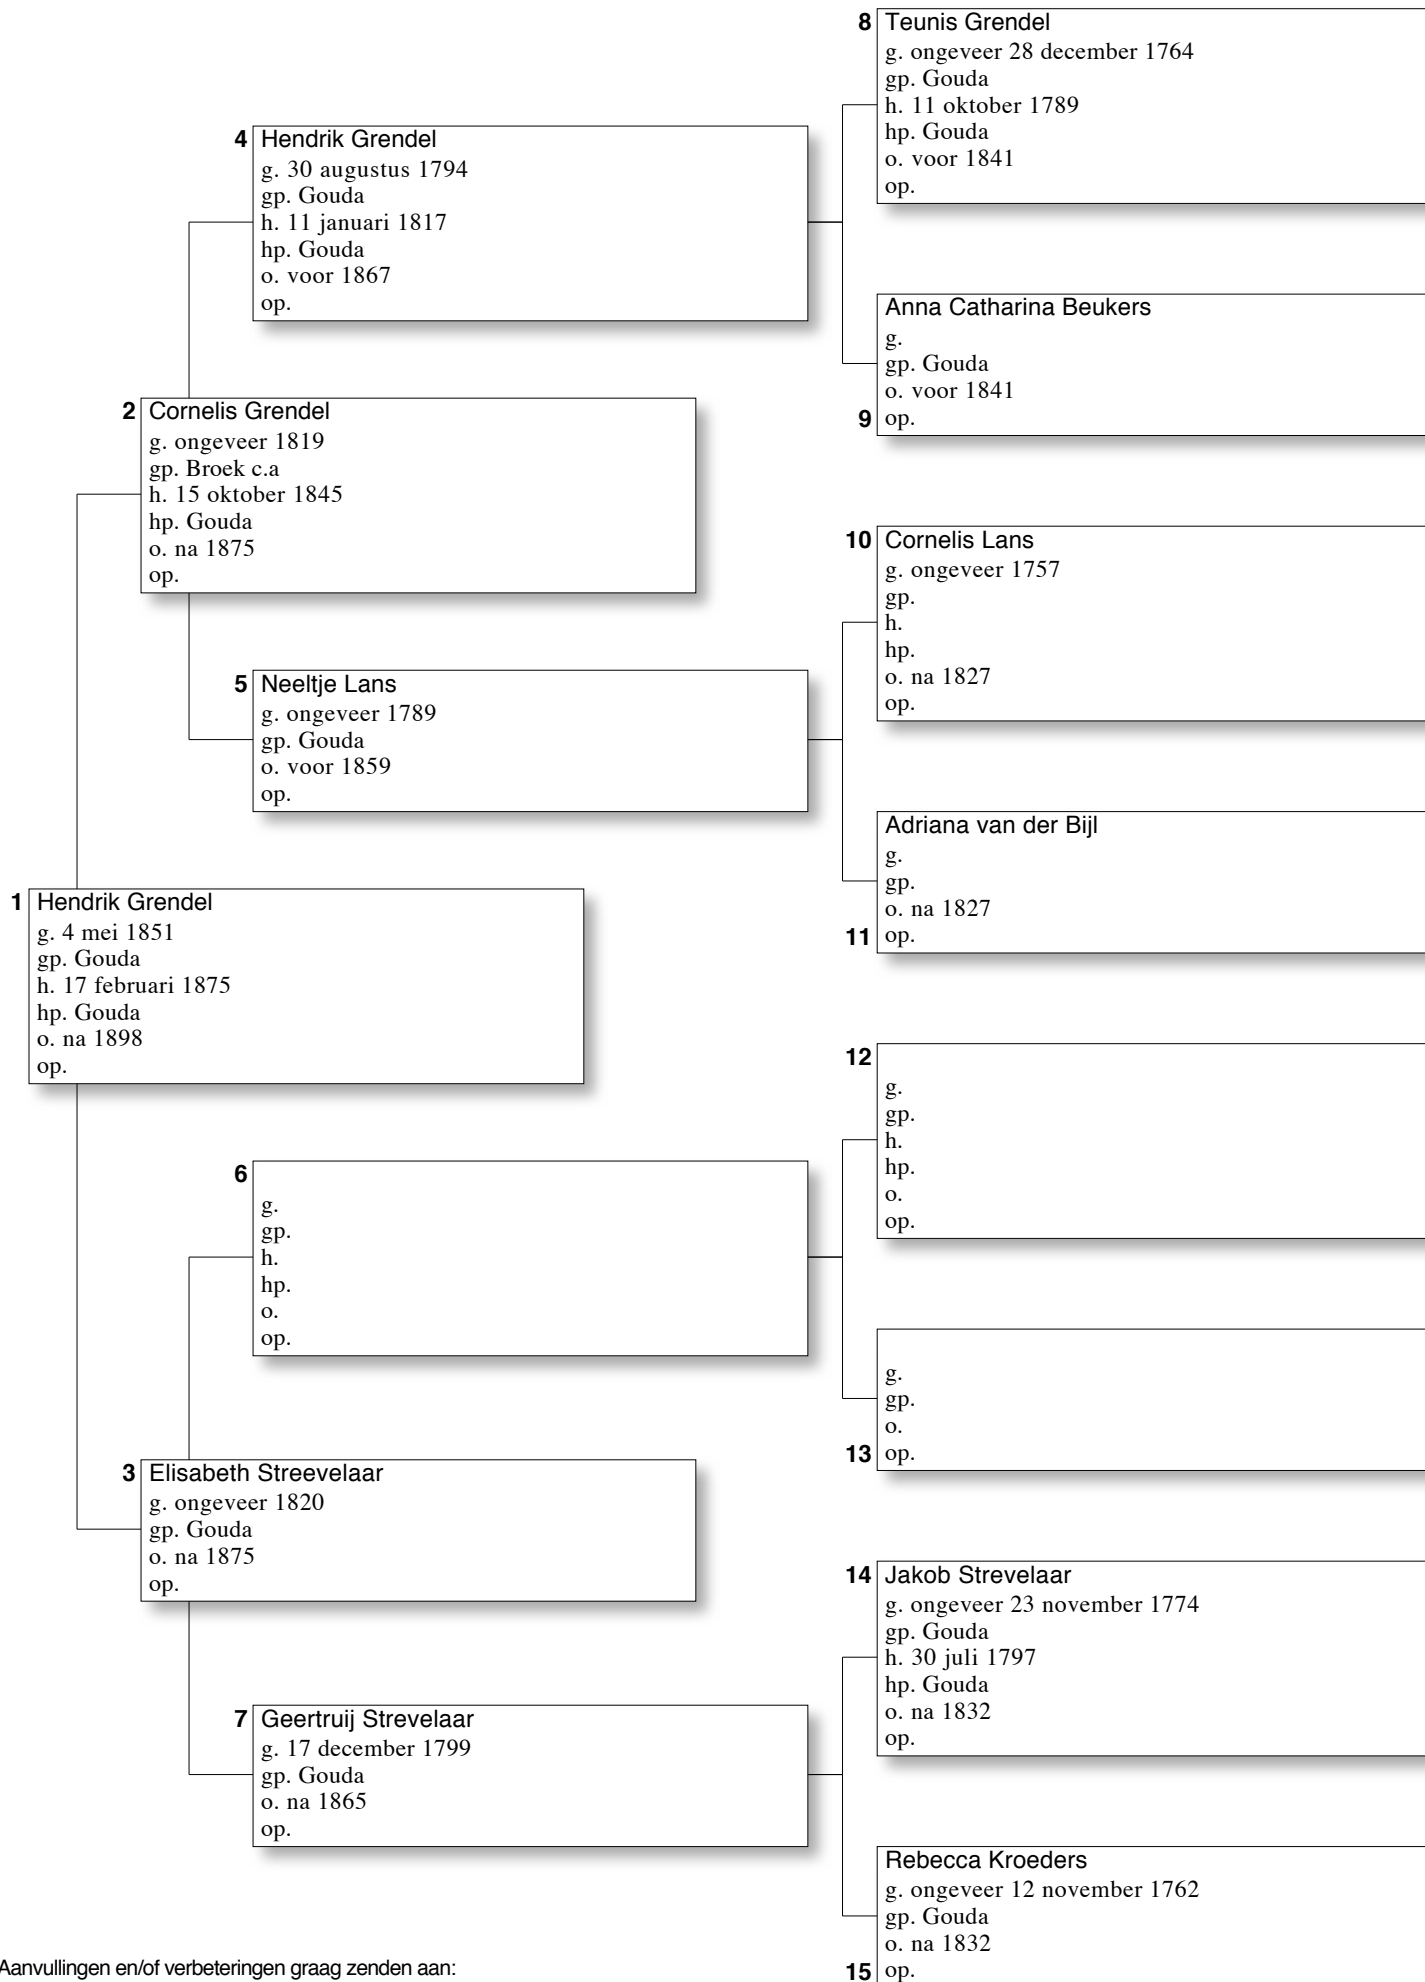 8 Teunis Grendel
g. ongeveer 28 december 1764
gp. Gouda
h. 11 oktober 1789
hp. Gouda
o. voor 1841
op.
4 Hendrik Grendel
g. 30 augustus 1794
gp. Gouda
h. 11 januari 1817
hp. Gouda
o. voor 1867
op.
Anna Catharina Beukers
g.
gp. Gouda
o. voor 1841
9 op.
2 Cornelis Grendel
g. ongeveer 1819
gp. Broek c.a
h. 15 oktober 1845
hp. Gouda
o. na 1875
op.
10 Cornelis Lans
g. ongeveer 1757
gp.
h.
hp.
o. na 1827
op.
5 Neeltje Lans
g. ongeveer 1789
gp. Gouda
o. voor 1859
op.
Adriana van der Bijl
g.
gp.
o. na 1827
11 op.
1 Hendrik Grendel
g. 4 mei 1851
gp. Gouda
h. 17 februari 1875
hp. Gouda
o. na 1898
op.
12
g.
gp.
h.
hp.
o.
op.
6
g.
gp.
h.
hp.
o.
op.
g.
gp.
o.
13 op.
3 Elisabeth Streevelaar
g. ongeveer 1820
gp. Gouda
o. na 1875
op.
14 Jakob Strevelaar
g. ongeveer 23 november 1774
gp. Gouda
h. 30 juli 1797
hp. Gouda
o. na 1832
op.
7 Geertruij Strevelaar
g. 17 december 1799
gp. Gouda
o. na 1865
op.
Rebecca Kroeders
g. ongeveer 12 november 1762
gp. Gouda
o. na 1832
15 op.
Aanvullingen en/of verbeteringen graag zenden aan: